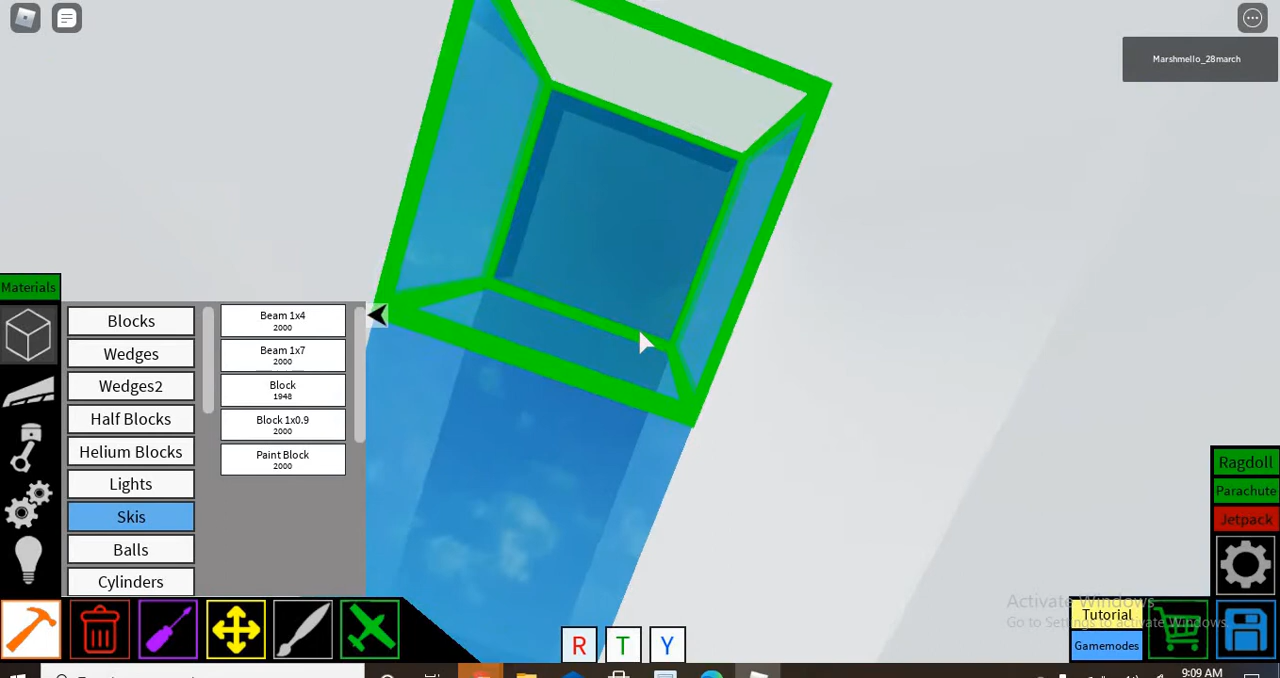 Marshmello_28march
Materials
Blocks
Wedges
Wedges2
Half Blocks
Helium Blocks
Lights
Skis
Balls
Cylinders
Beam 1x4
2000
Beam 1x7
2000
Block
1948
Block 1x0.9
2000
Paint Block
2000
Ragdoll
Parachute
Jetpack
Activate Windows
Go to Settings to activate Windows.
Tutorial
Gamemodes
R T Y
9:09 AM